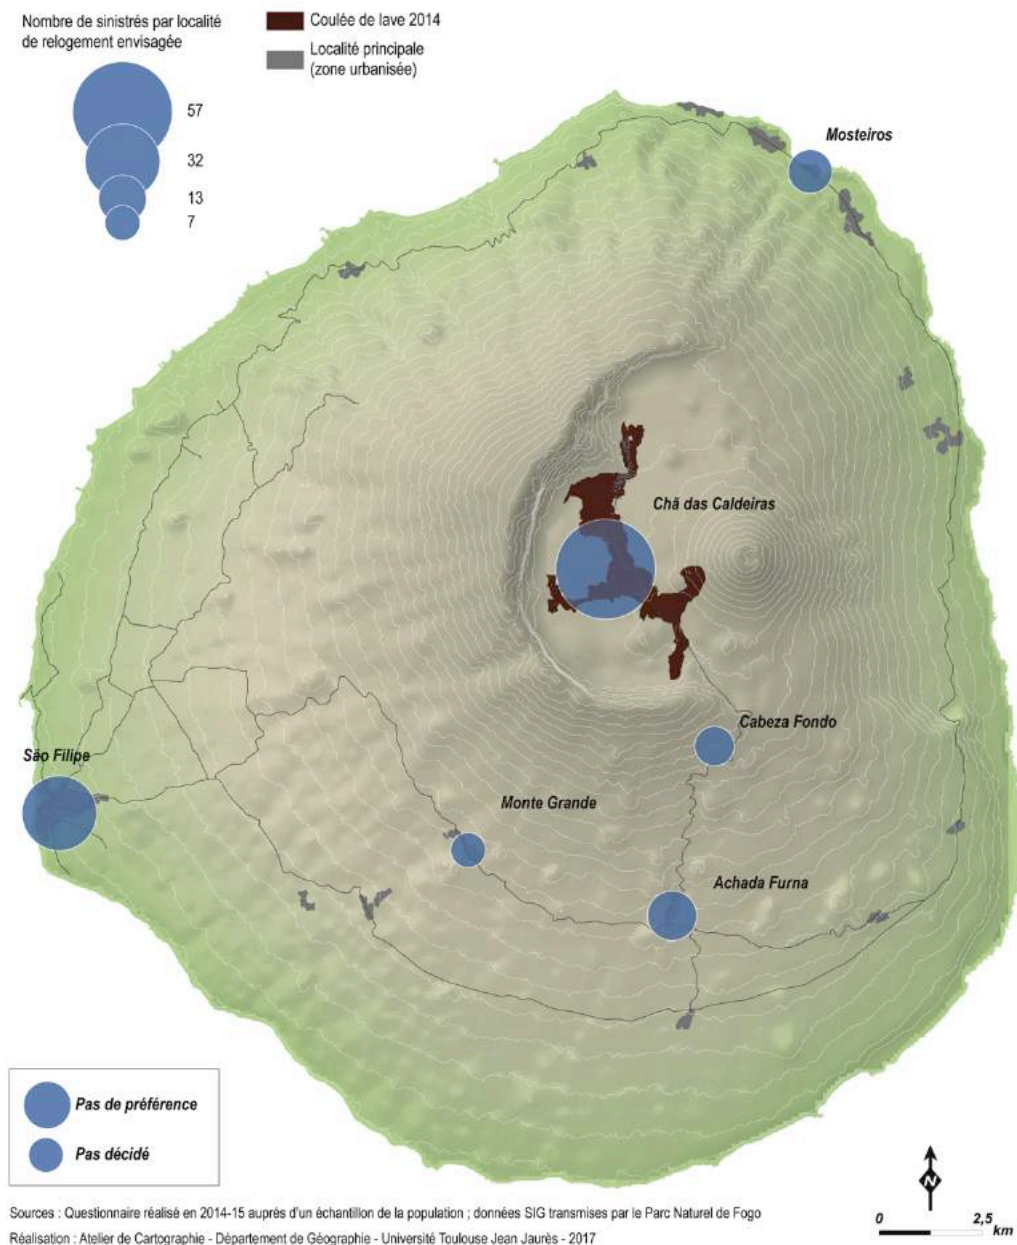 Nombre de sinistrés par localité
de relogement envisagée
57
32
13
7
Coulée de lave 2014
Localité principale
(zone urbanisée)
Mosteiros
Chã das Caldeiras
Cabeza Fondo
São Filipe
Monte Grande
Achada Furna
Pas de préférence
Pas décidé
N
0 2,5
km
Sources : Questionnaire réalisé en 2014-15 auprés d'un échantillon de la population ; données SIG transmises par le Parc Naturel de Fogo
Réalisation : Atelier de Cartographie - Département de Géographie - Université Toulouse Jean Jaurès - 2017